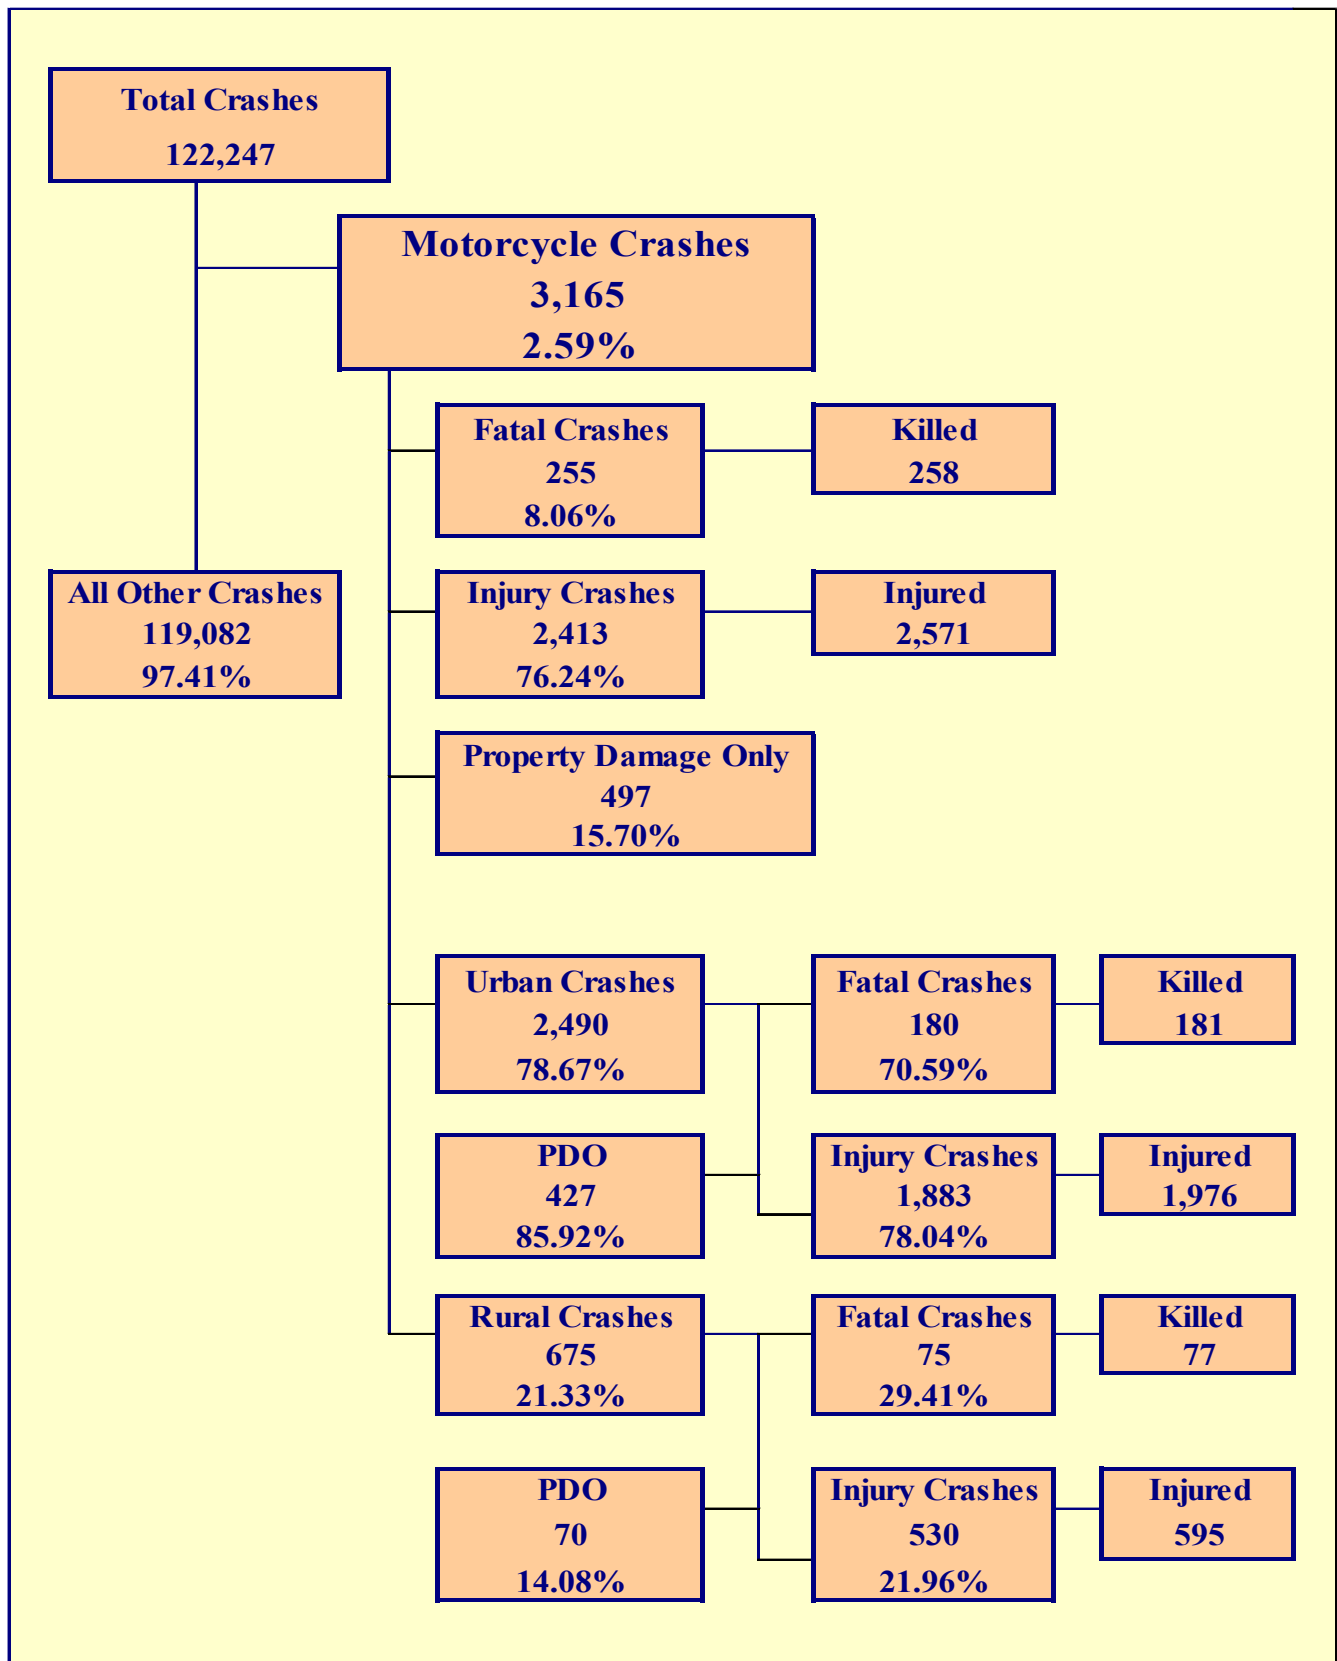 Total Crashes
122,247
Motorcycle Crashes
3,165
2.59%
Fatal Crashes
255
8.06%
Killed
258
All Other Crashes
119,082
97.41%
Injury Crashes
2,413
76.24%
Injured
2,571
Property Damage Only
497
15.70%
Urban Crashes
2,490
78.67%
Fatal Crashes
180
70.59%
Killed
181
PDO
427
85.92%
Injury Crashes
1,883
78.04%
Injured
1,976
Rural Crashes
675
21.33%
Fatal Crashes
75
29.41%
Killed
77
PDO
70
14.08%
Injury Crashes
530
21.96%
Injured
595